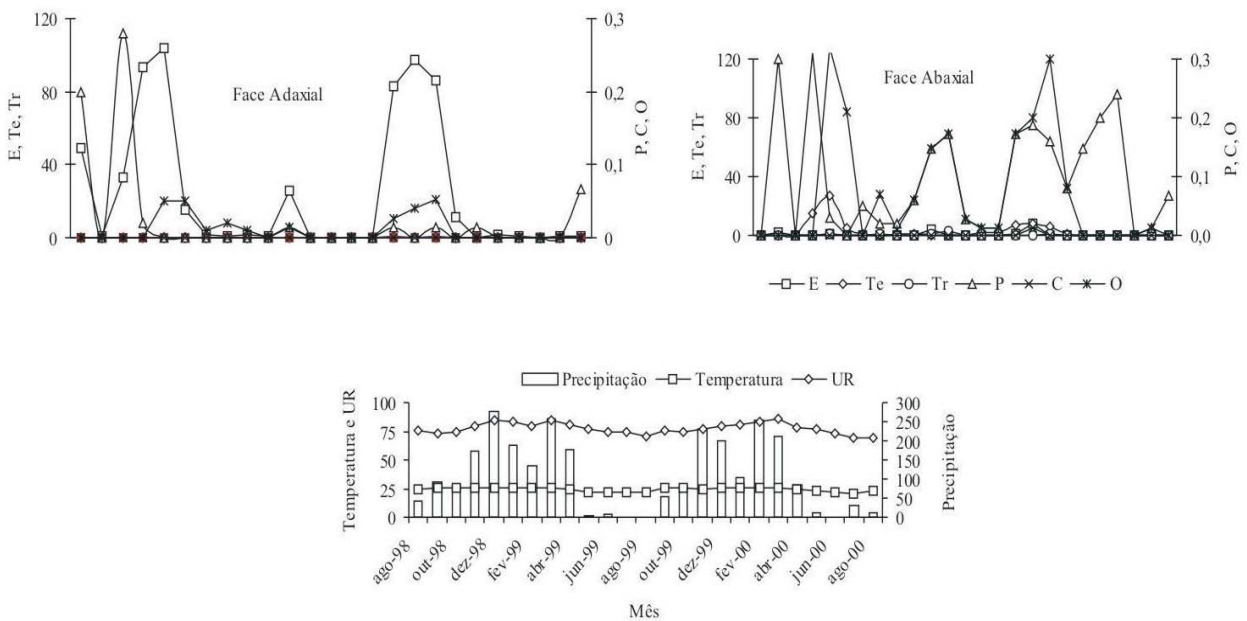 120
80
40
0
E, Te, Tr
Face Adaxial
0,3
0,2
0,1
0
P, C, O
120
80
40
0
E, Te, Tr
Face Abaxial
0,3
0,2
0,1
0,0
P, C, O
E Te Tr P C O
Precipitação Temperatura UR
100
75
50
25
0
Temperatura e UR
300
250
200
150
100
50
0
Precipitação
ago-98
out-98
dez-98
fev-99
abr-99
jun-99
ago-99
out-99
dez-99
fev-00
abr-00
jun-00
ago-00
Mês